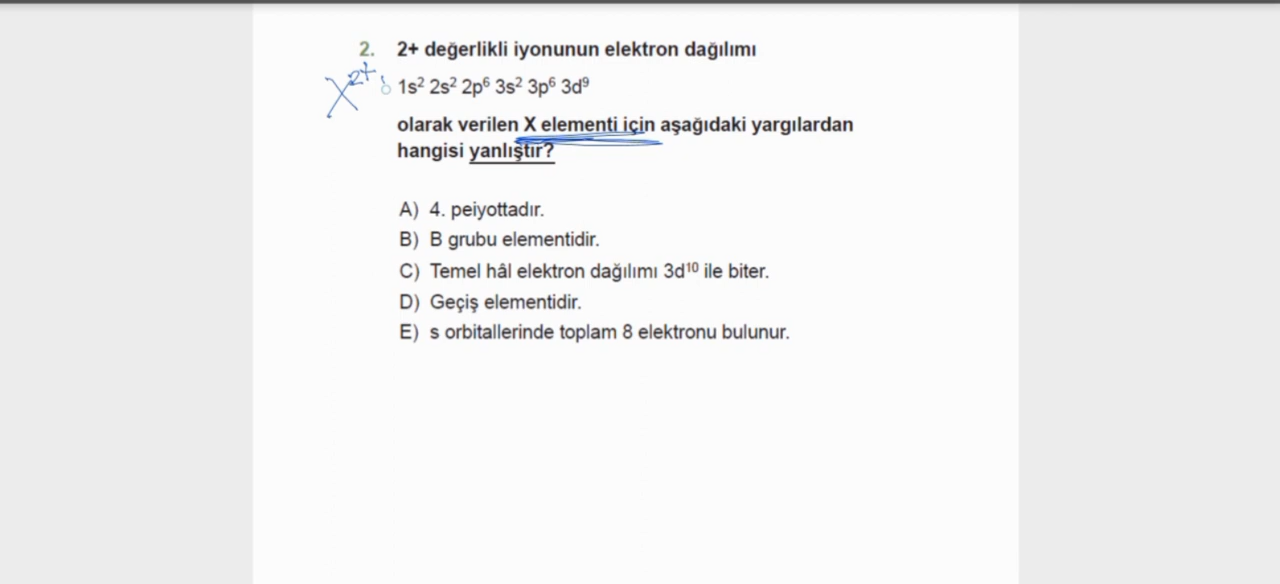 2. 2+ değerlikli iyonunun elektron dağılımı
X²⁺: 1s² 2s² 2p⁶ 3s² 3p⁶ 3d⁹
olarak verilen X elementi için aşağıdaki yargılardan
hangisi yanlıştır?
A) 4. peiyottadır.
B) B grubu elementidir.
C) Temel hâl elektron dağılımı 3d¹⁰ ile biter.
D) Geçiş elementidir.
E) s orbitallerinde toplam 8 elektronu bulunur.